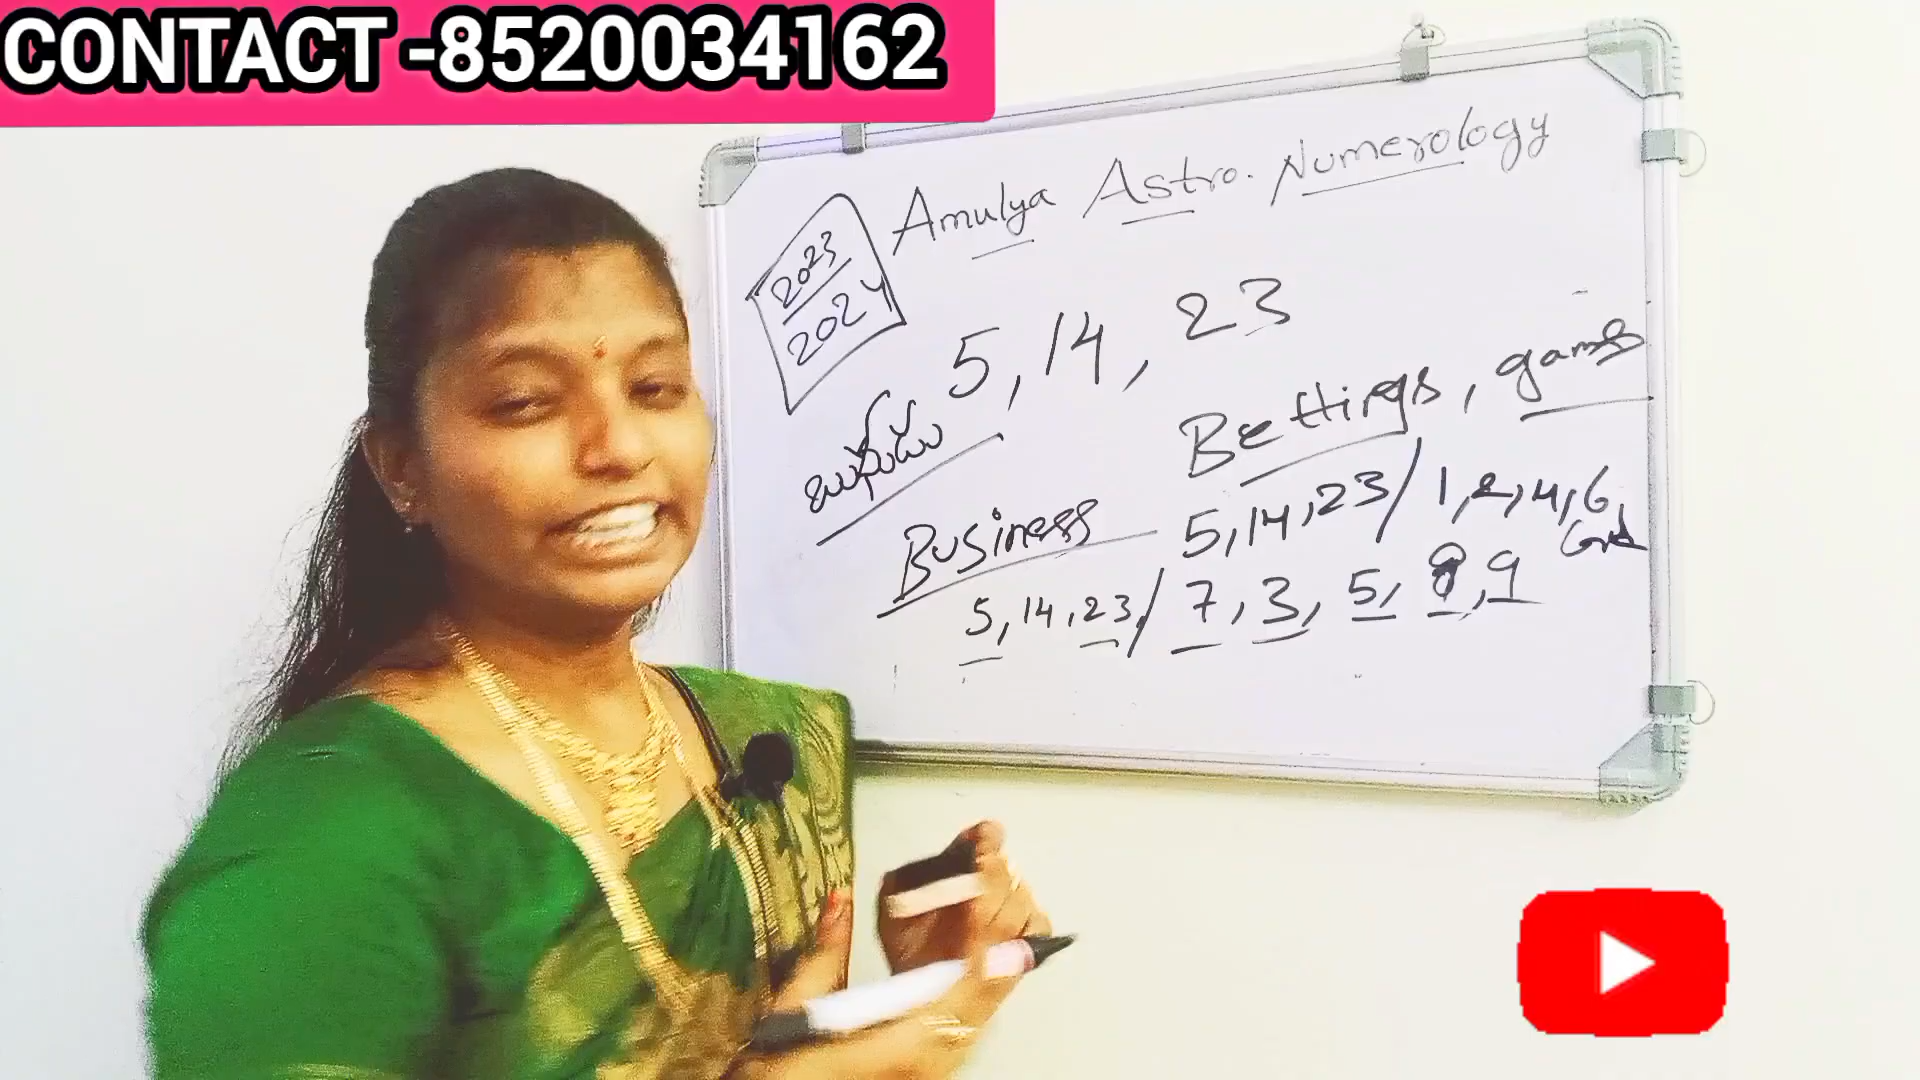 CONTACT -8520034162
Amulya Astro. Numerology
2023
2024
5, 14, 23
బుధుడు
Bettings, games
Business
5, 14, 23 / 1, 2, 4, 6,
5, 14, 23, / 7, 3, 5, 8, 9